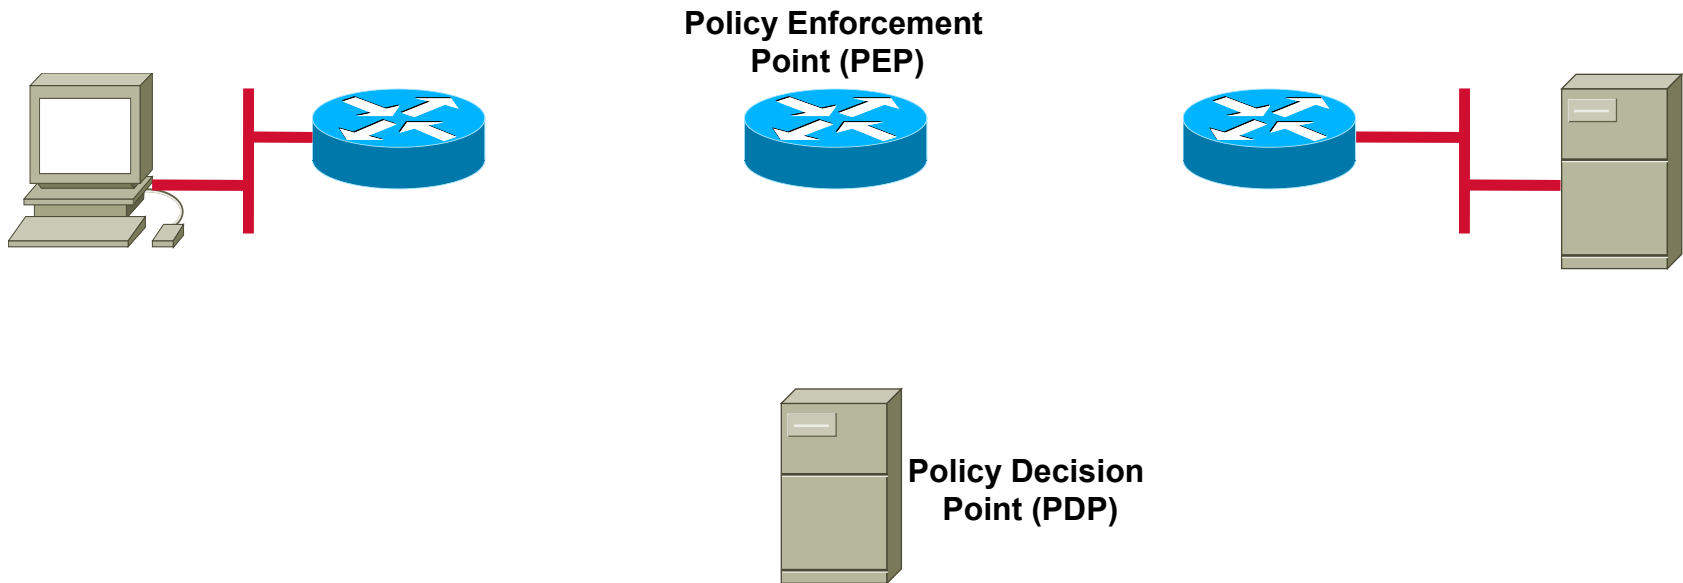 Policy Enforcement
Point (PEP)
Policy Decision
Point (PDP)